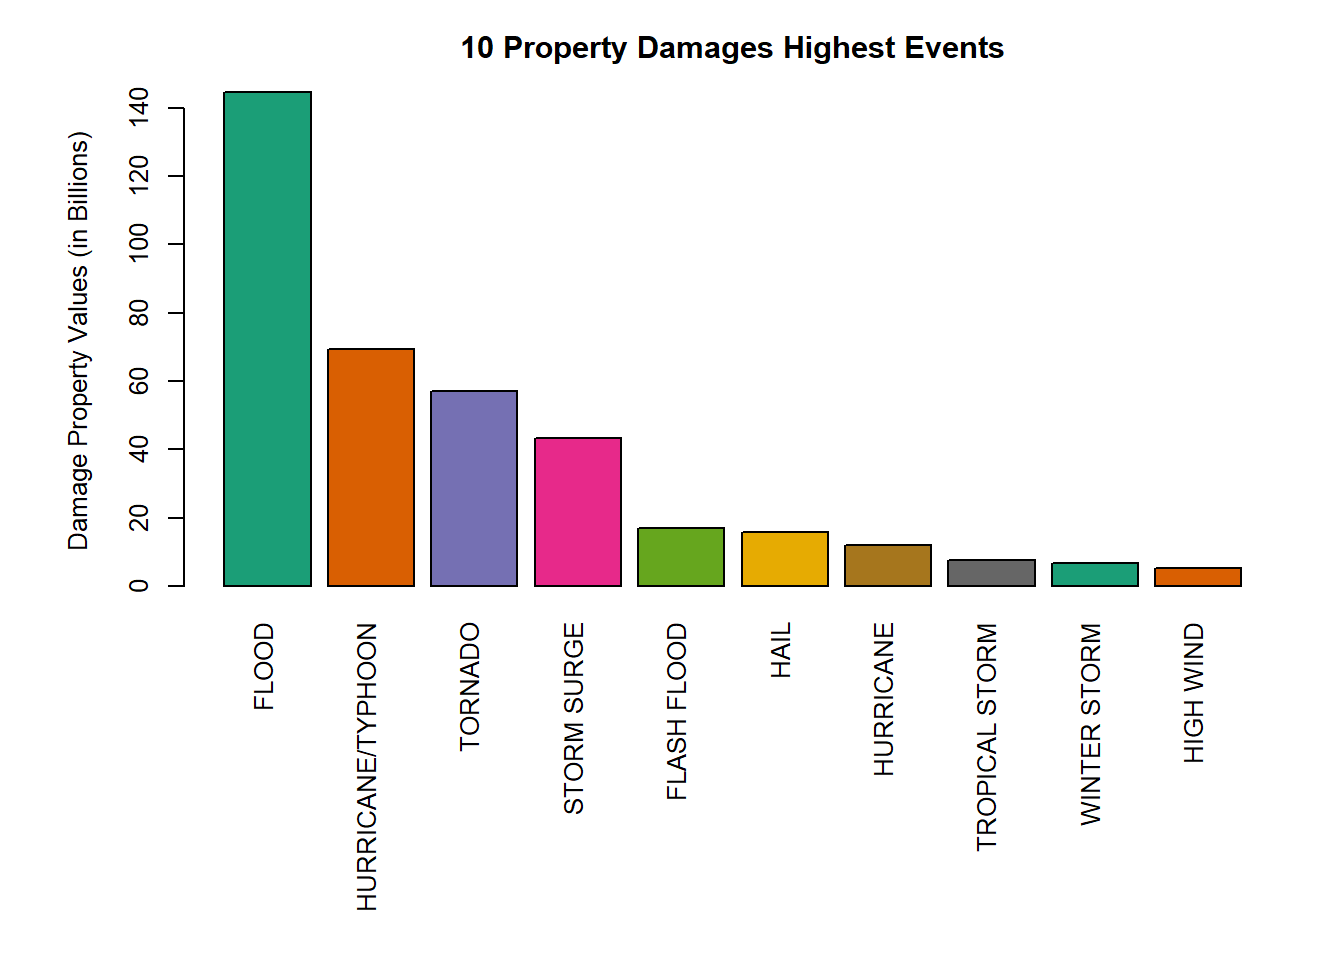 10 Property Damages Highest Events
Damage Property Values (in Billions)
140
120
100
80
60
40
20
0
FLOOD
HURRICANE/TYPHOON
TORNADO
STORM SURGE
FLASH FLOOD
HAIL
HURRICANE
TROPICAL STORM
WINTER STORM
HIGH WIND